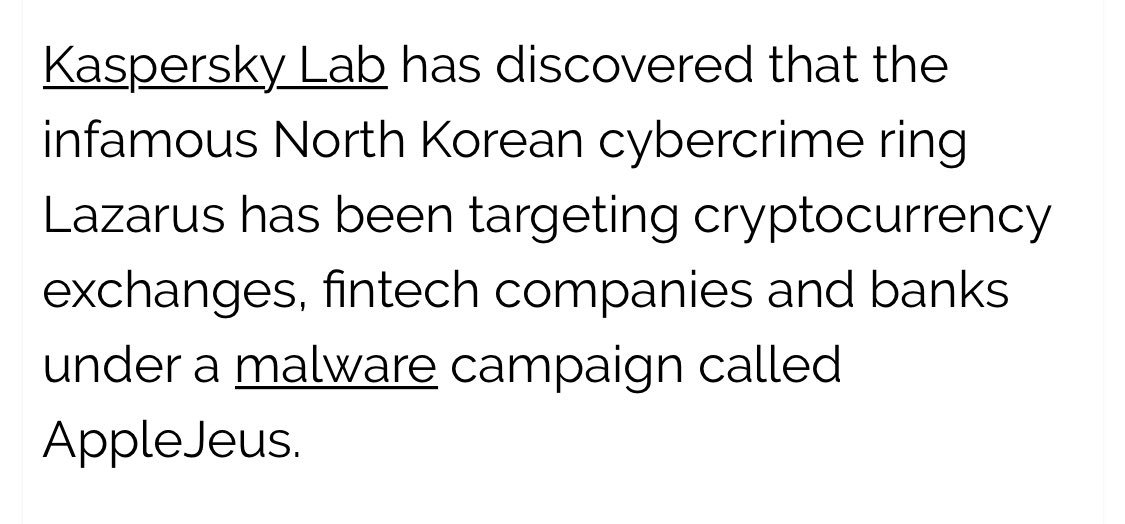 Kaspersky Lab has discovered that the
infamous North Korean cybercrime ring
Lazarus has been targeting cryptocurrency
exchanges, fintech companies and banks
under a malware campaign called
AppleJeus.